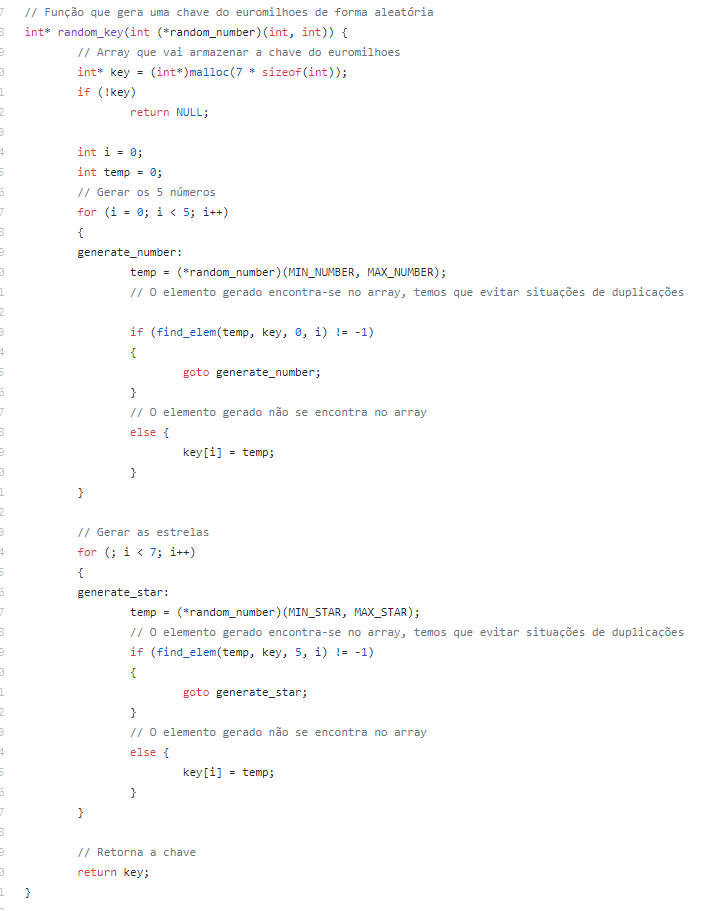 // Função que gera uma chave do euromilhoes de forma aleatória
int* random_key(int (*random_number)(int, int)) {
// Array que vai armazenar a chave do euromilhoes
int* key = (int*)malloc(7 * sizeof(int));
if (!key)
return NULL;
int i = 0;
int temp = 0;
// Gerar os 5 números
for (i = 0; i < 5; i++)
{
generate_number:
temp = (*random_number)(MIN_NUMBER, MAX_NUMBER);
// O elemento gerado encontra-se no array, temos que evitar situações de duplicações
if (find_elem(temp, key, 0, i) != -1)
{
goto generate_number;
}
// O elemento gerado não se encontra no array
else {
key[i] = temp;
}
}
// Gerar as estrelas
for (; i < 7; i++)
{
generate_star:
temp = (*random_number)(MIN_STAR, MAX_STAR);
// O elemento gerado encontra-se no array, temos que evitar situações de duplicações
if (find_elem(temp, key, 5, i) != -1)
{
goto generate_star;
}
// O elemento gerado não se encontra no array
else {
key[i] = temp;
}
}
// Retorna a chave
return key;
}